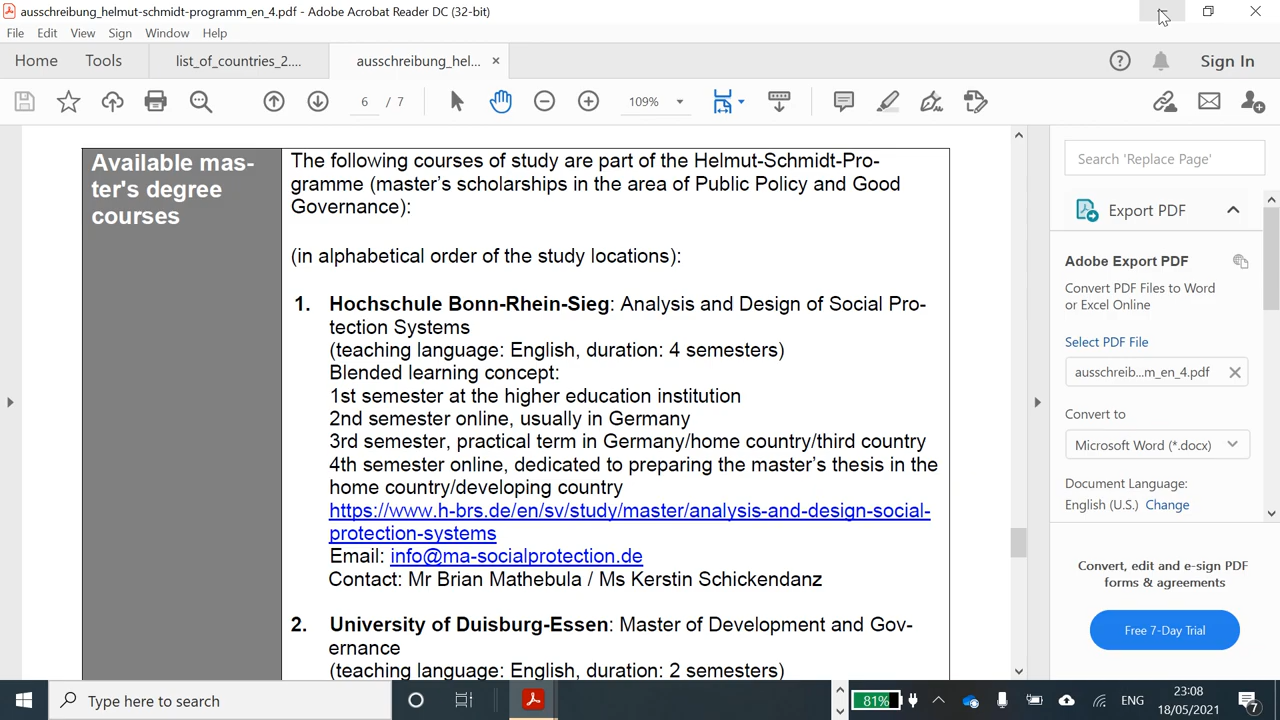 ausschreibung_helmut-schmidt-programm_en_4.pdf - Adobe Acrobat Reader DC (32-bit)
File Edit View Sign Window Help
Home Tools list_of_countries_2.... ausschreibung_hel... Sign In
6 / 7 109%
Available mas-
ter's degree
courses
The following courses of study are part of the Helmut-Schmidt-Pro-
gramme (master's scholarships in the area of Public Policy and Good
Governance):
(in alphabetical order of the study locations):
1. Hochschule Bonn-Rhein-Sieg: Analysis and Design of Social Pro-
tection Systems
(teaching language: English, duration: 4 semesters)
Blended learning concept:
1st semester at the higher education institution
2nd semester online, usually in Germany
3rd semester, practical term in Germany/home country/third country
4th semester online, dedicated to preparing the master's thesis in the
home country/developing country
https://www.h-brs.de/en/sv/study/master/analysis-and-design-social-
protection-systems
Email: info@ma-socialprotection.de
Contact: Mr Brian Mathebula / Ms Kerstin Schickendanz
2. University of Duisburg-Essen: Master of Development and Gov-
ernance
(teaching language: English, duration: 2 semesters)
Search 'Replace Page'
Export PDF
Adobe Export PDF
Convert PDF Files to Word
or Excel Online
Select PDF File
ausschreib...m_en_4.pdf
Convert to
Microsoft Word (*.docx)
Document Language:
English (U.S.) Change
Convert, edit and e-sign PDF
forms & agreements
Free 7-Day Trial
Type here to search
81%
ENG
23:08
18/05/2021
7